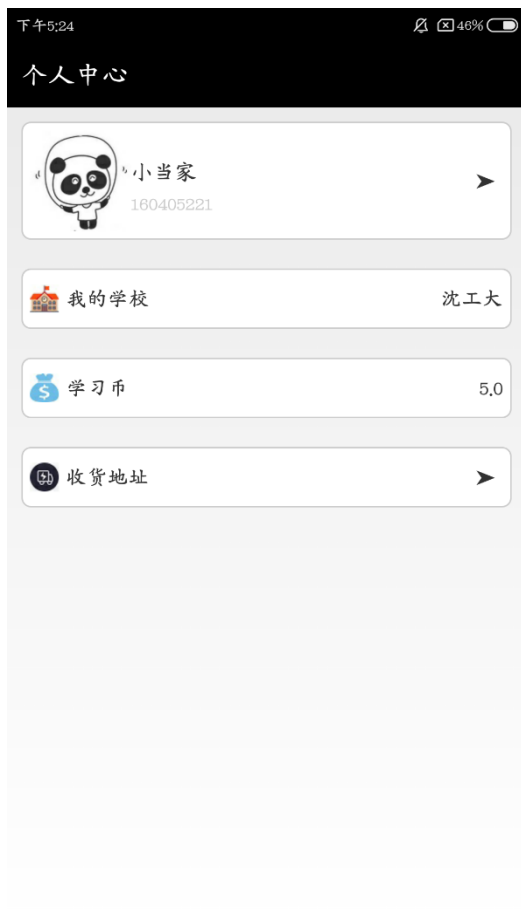 下午5:24 46%
个人中心
小当家
160405221
我的学校 沈工大
学习币 5.0
收货地址